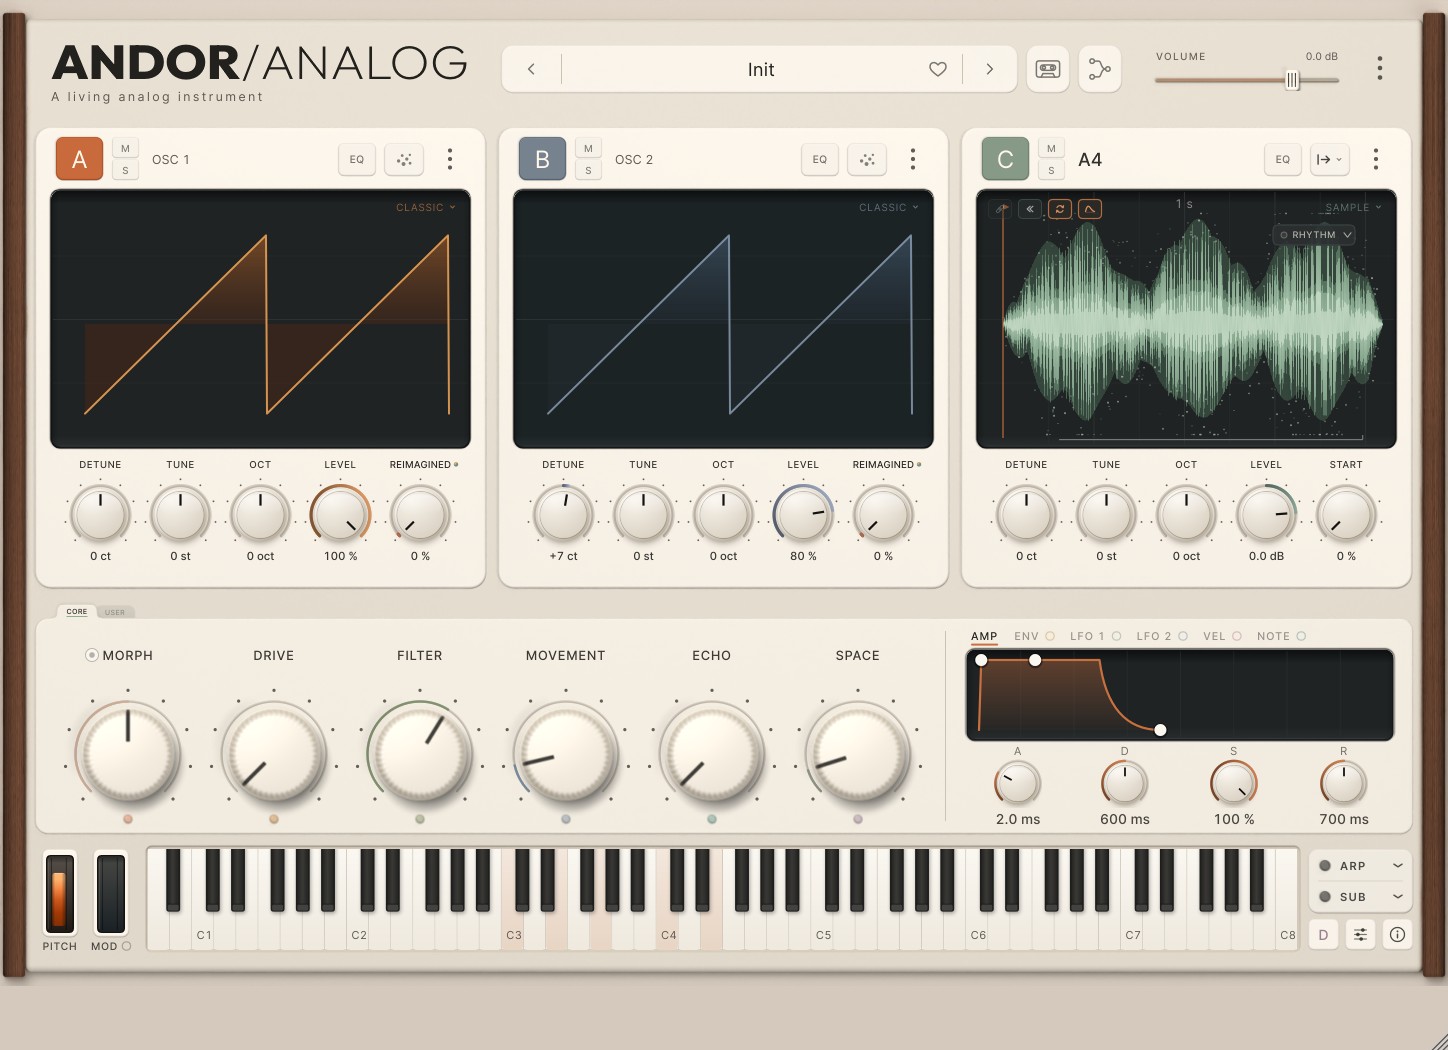 ANDOR/ANALOG
A living analog instrument
Init
VOLUME 0.0 dB
A M S OSC 1 EQ
B M S OSC 2 EQ
C M S A4 EQ
CLASSIC
CLASSIC
1 s SAMPLE
RHYTHM
DETUNE TUNE OCT LEVEL REIMAGINED
0 ct 0 st 0 oct 100 % 0 %
DETUNE TUNE OCT LEVEL REIMAGINED
+7 ct 0 st 0 oct 80 % 0 %
DETUNE TUNE OCT LEVEL START
0 ct 0 st 0 oct 0.0 dB 0 %
CORE USER
MORPH DRIVE FILTER MOVEMENT ECHO SPACE
AMP ENV LFO 1 LFO 2 VEL NOTE
A D S R
2.0 ms 600 ms 100 % 700 ms
PITCH MOD
C1 C2 C3 C4 C5 C6 C7 C8
ARP
SUB
D